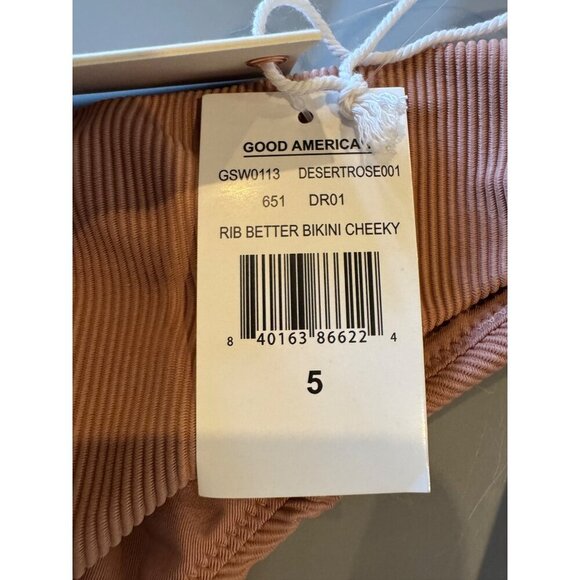 GOOD AMERICAN
GSW0113 DESERTROSE001
651 DR01
RIB BETTER BIKINI CHEEKY
8 40163 86622 4
5